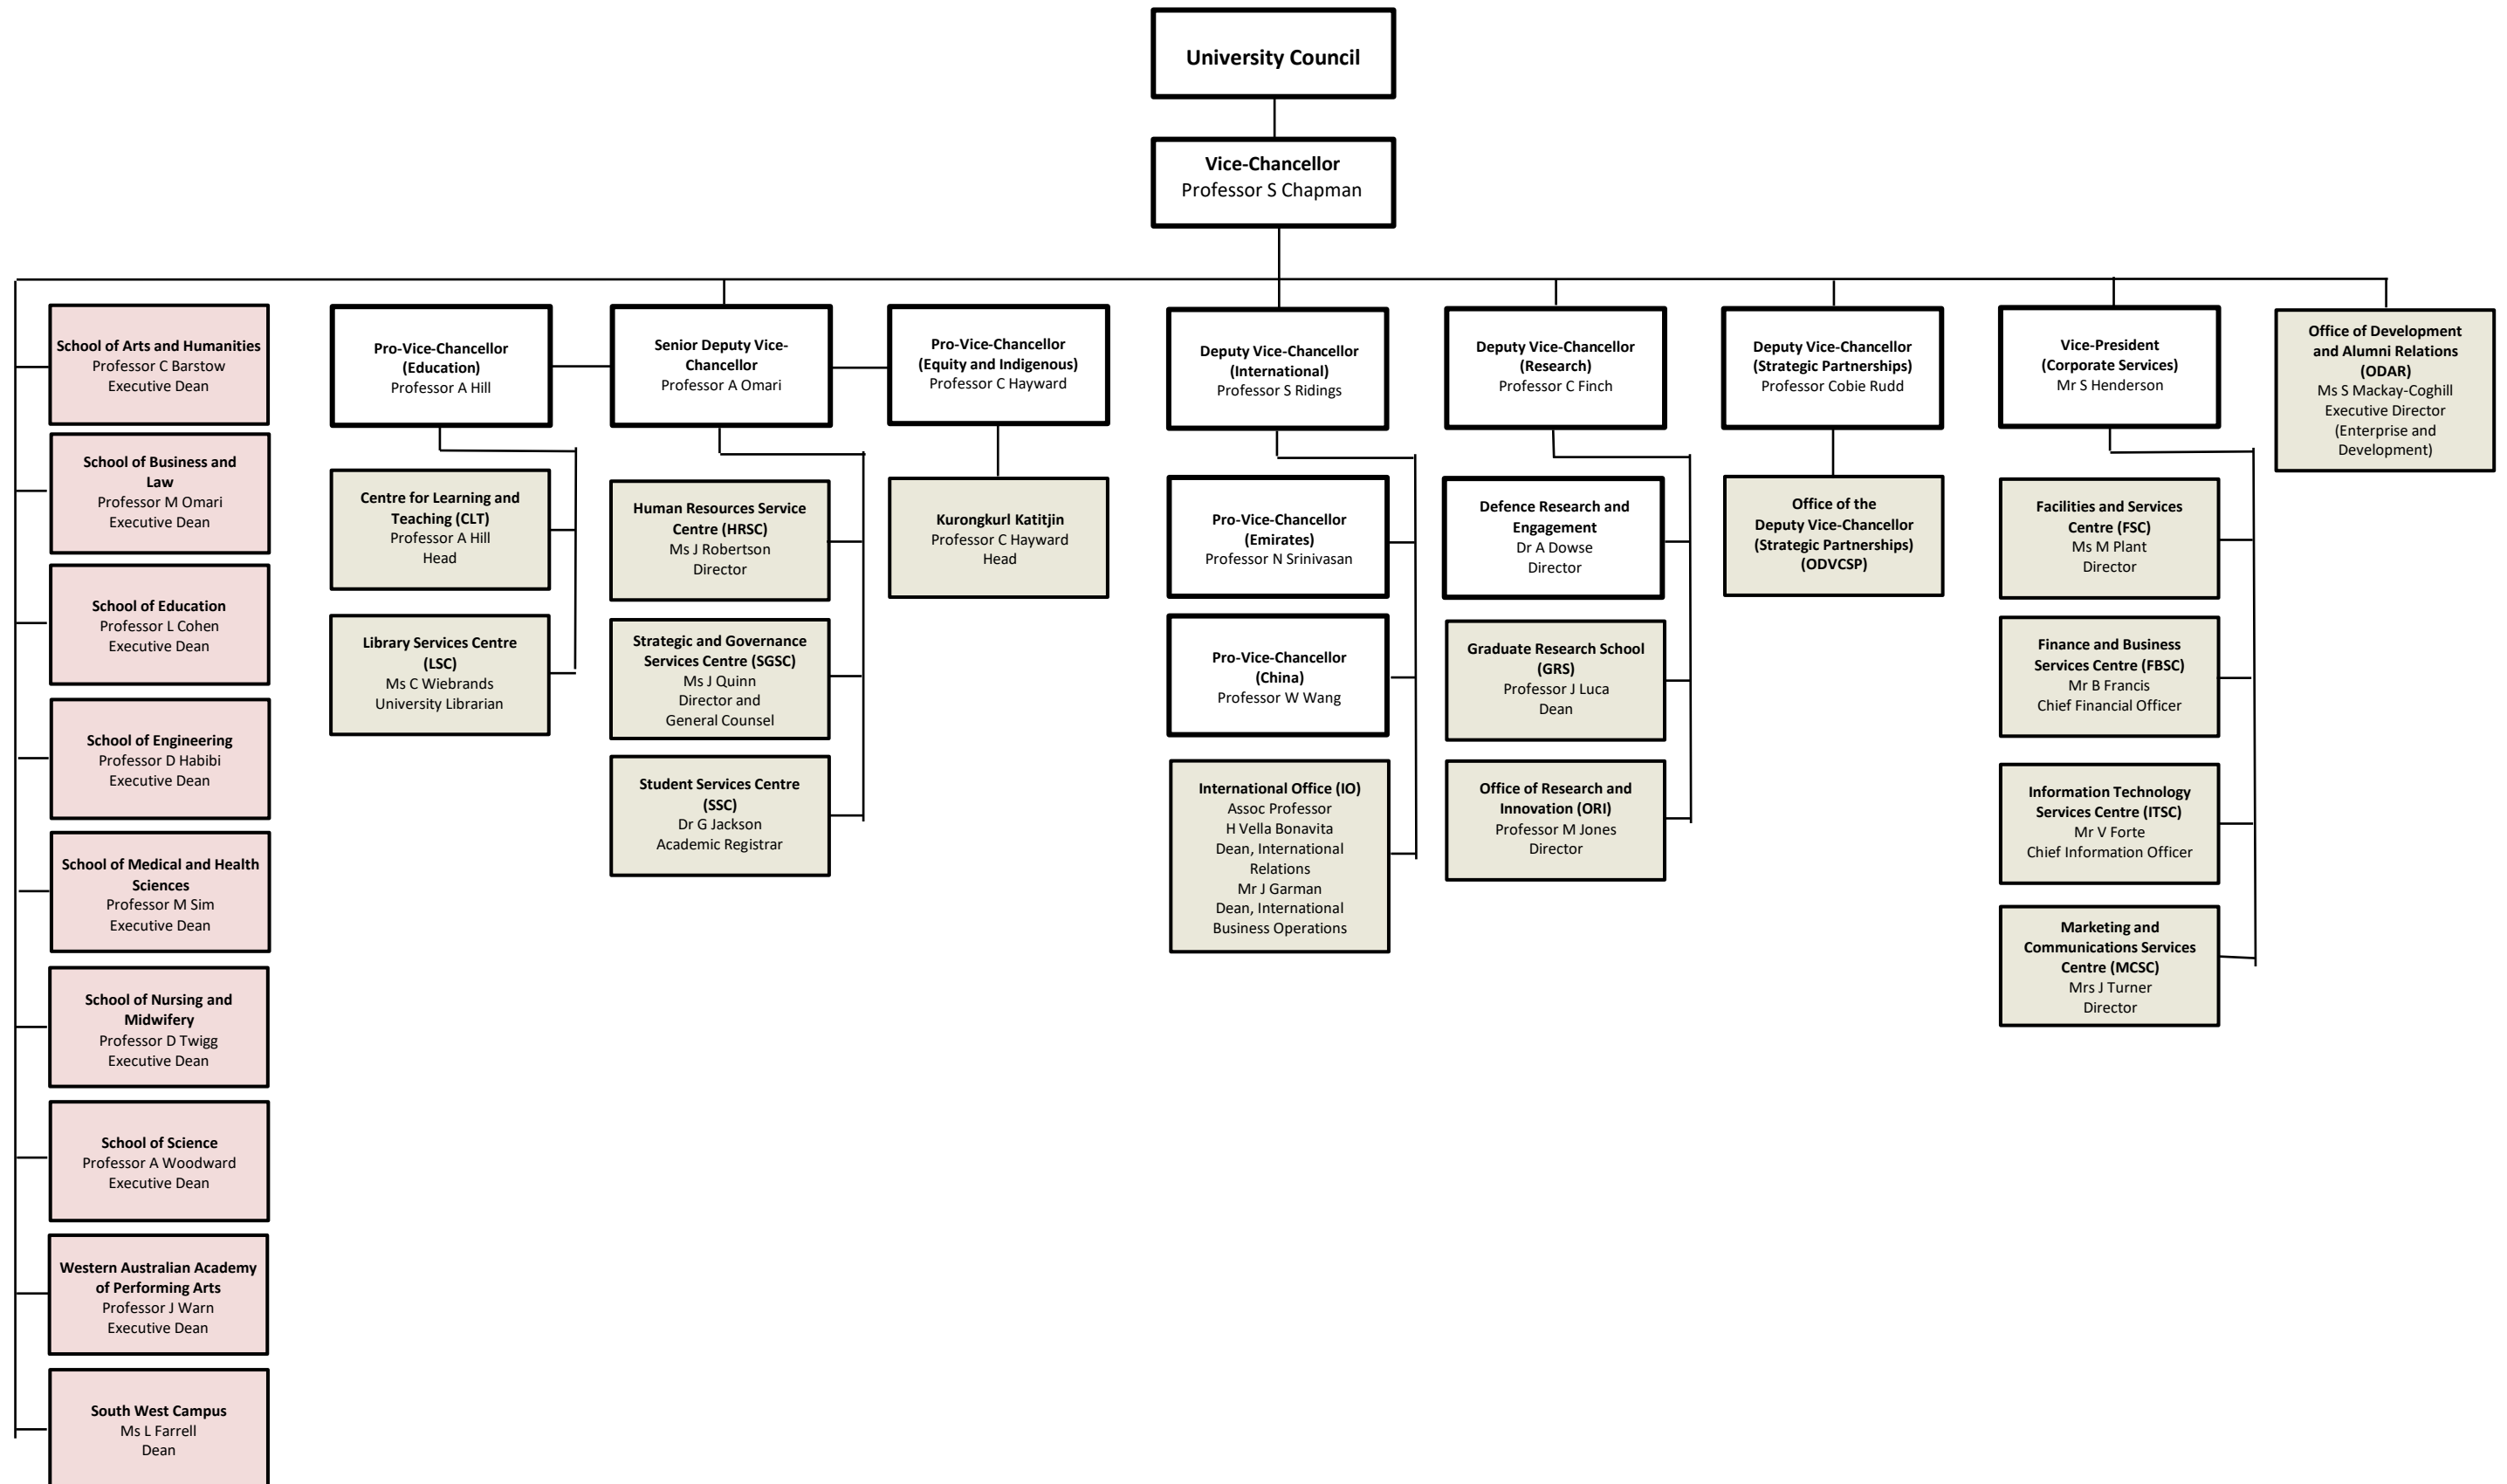 University Council
Vice-Chancellor
Professor S Chapman
School of Arts and Humanities
Professor C Barstow
Executive Dean
School of Business and
Law
Professor M Omari
Executive Dean
School of Education
Professor L Cohen
Executive Dean
School of Engineering
Professor D Habibi
Executive Dean
School of Medical and Health
Sciences
Professor M Sim
Executive Dean
School of Nursing and
Midwifery
Professor D Twigg
Executive Dean
School of Science
Professor A Woodward
Executive Dean
Western Australian Academy
of Performing Arts
Professor J Warn
Executive Dean
South West Campus
Ms L Farrell
Dean
Pro-Vice-Chancellor
(Education)
Professor A Hill
Centre for Learning and
Teaching (CLT)
Professor A Hill
Head
Library Services Centre
(LSC)
Ms C Wiebrands
University Librarian
Senior Deputy Vice-
Chancellor
Professor A Omari
Human Resources Service
Centre (HRSC)
Ms J Robertson
Director
Strategic and Governance
Services Centre (SGSC)
Ms J Quinn
Director and
General Counsel
Student Services Centre
(SSC)
Dr G Jackson
Academic Registrar
Pro-Vice-Chancellor
(Equity and Indigenous)
Professor C Hayward
Kurongkurl Katitjin
Professor C Hayward
Head
Deputy Vice-Chancellor
(International)
Professor S Ridings
Pro-Vice-Chancellor
(Emirates)
Professor N Srinivasan
Pro-Vice-Chancellor
(China)
Professor W Wang
International Office (IO)
Assoc Professor
H Vella Bonavita
Dean, International
Relations
Mr J Garman
Dean, International
Business Operations
Deputy Vice-Chancellor
(Research)
Professor C Finch
Defence Research and
Engagement
Dr A Dowse
Director
Graduate Research School
(GRS)
Professor J Luca
Dean
Office of Research and
Innovation (ORI)
Professor M Jones
Director
Deputy Vice-Chancellor
(Strategic Partnerships)
Professor Cobie Rudd
Office of the
Deputy Vice-Chancellor
(Strategic Partnerships)
(ODVCSP)
Vice-President
(Corporate Services)
Mr S Henderson
Facilities and Services
Centre (FSC)
Ms M Plant
Director
Finance and Business
Services Centre (FBSC)
Mr B Francis
Chief Financial Officer
Information Technology
Services Centre (ITSC)
Mr V Forte
Chief Information Officer
Marketing and
Communications Services
Centre (MCSC)
Mrs J Turner
Director
Office of Development
and Alumni Relations
(ODAR)
Ms S Mackay-Coghill
Executive Director
(Enterprise and
Development)